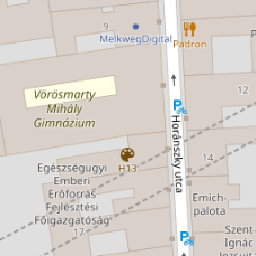 MelkwegDigital
Padron
12
Vörösmarty
Mihály
Gimnázium
Horánszky utca
H13
14
Egészségügyi
Emberi
Erőforrás
Fejlesztési
Főigazgatóság
17
Emich-
palota
16
Szent
Ignác